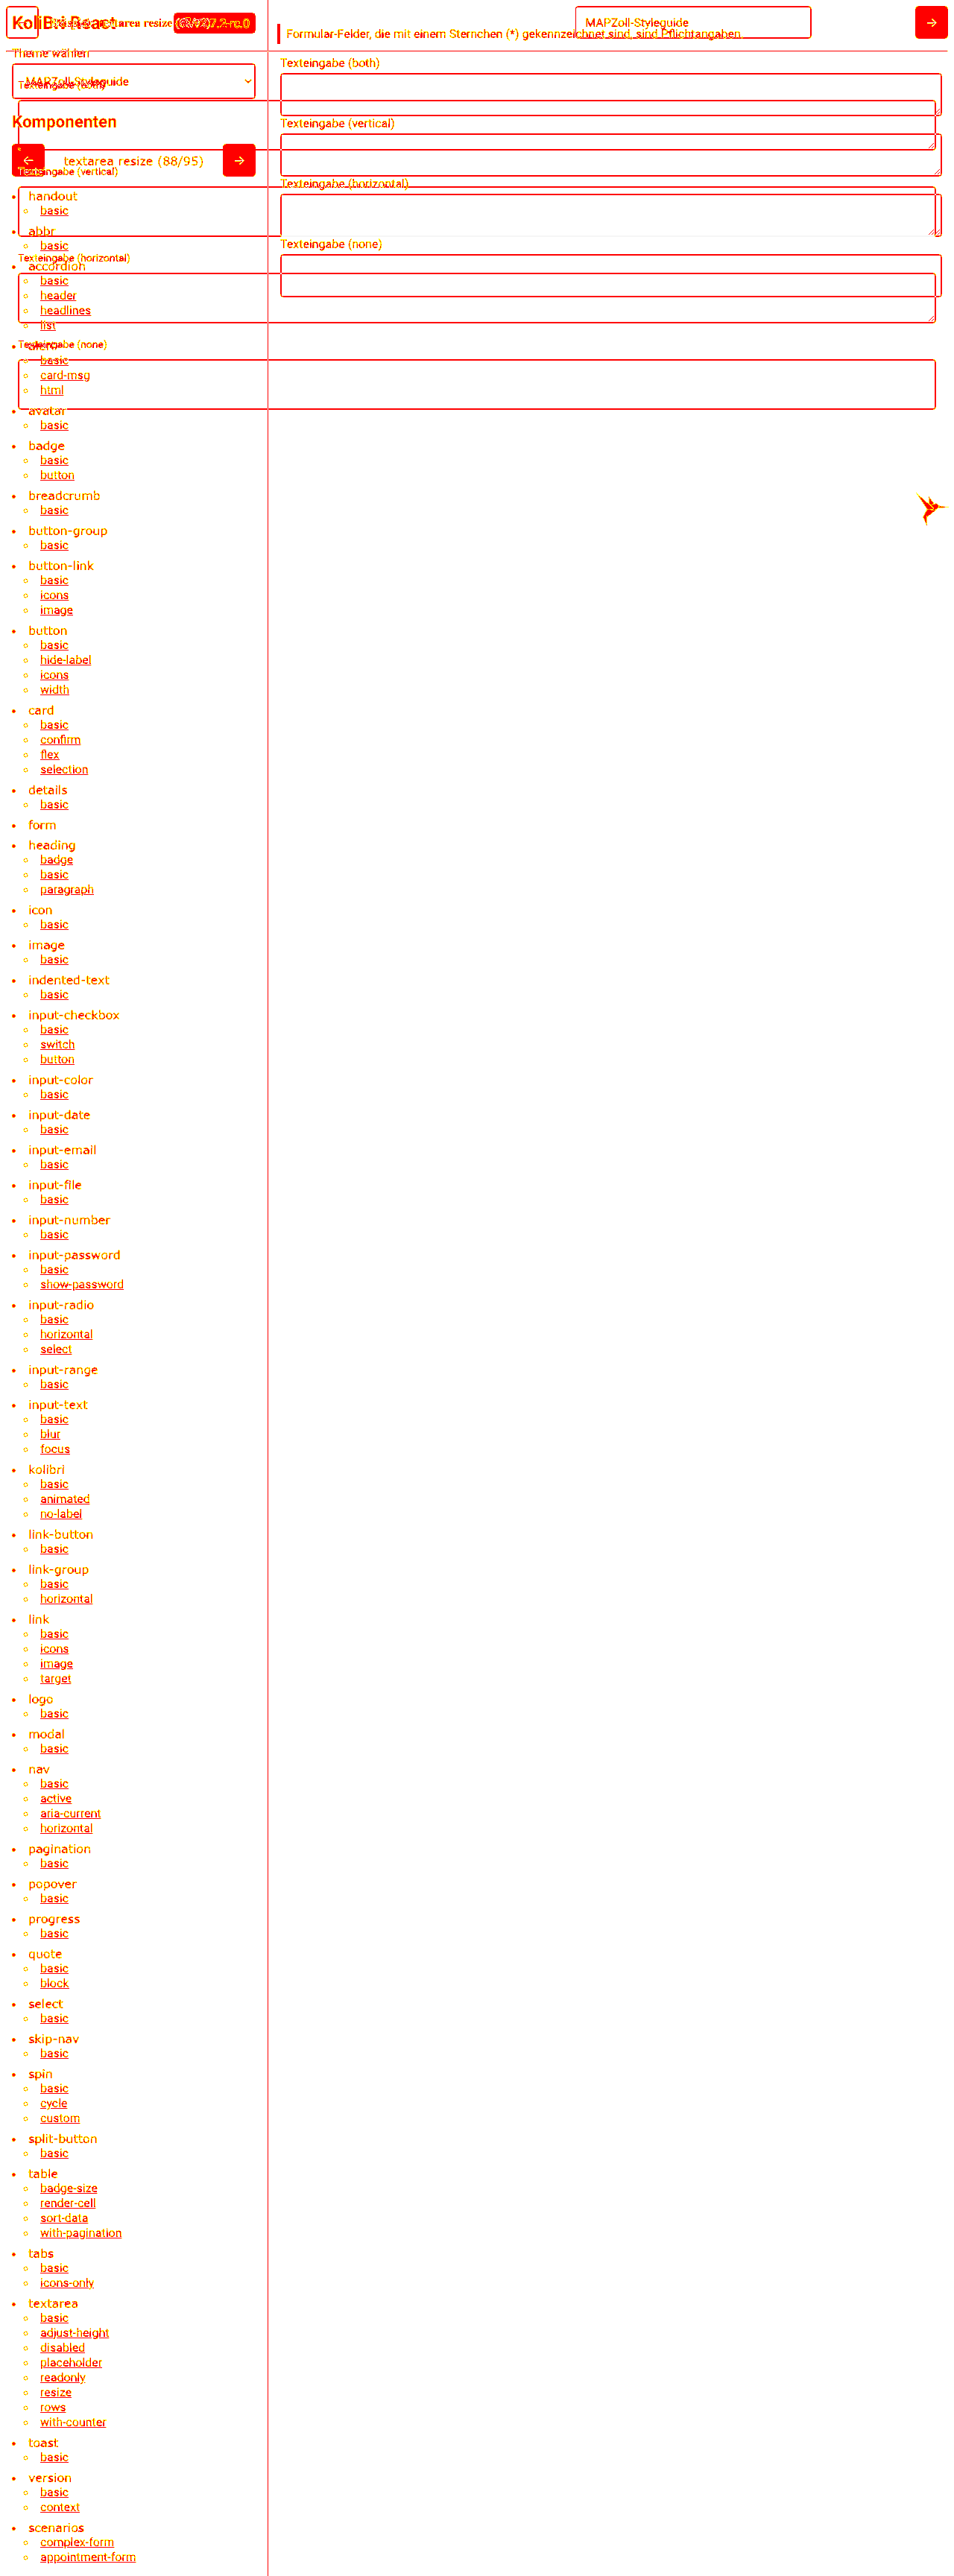 KoliBri React
textarea resize
MAPZoll-Styleguide
Formular-Felder, die mit einem Sternchen (*) gekennzeichnet sind, sind Pflichtangaben.
Theme wählen
MAPZoll-Styleguide
Texteingabe (both)
Texteingabe (both)
Komponenten
Texteingabe (vertical)
textarea resize (88/95)
Texteingabe (vertical)
Texteingabe (horizontal)
handout
basic
abbr
basic
Texteingabe (none)
Texteingabe (horizontal)
accordion
basic
header
headlines
list
Texteingabe (none)
basic
card-msg
html
avatar
basic
badge
basic
button
breadcrumb
basic
button-group
basic
button-link
basic
icons
image
button
basic
hide-label
icons
width
card
basic
confirm
flex
selection
details
basic
form
heading
badge
basic
paragraph
icon
basic
image
basic
indented-text
basic
input-checkbox
basic
switch
button
input-color
basic
input-date
basic
input-email
basic
input-file
basic
input-number
basic
input-password
basic
show-password
input-radio
basic
horizontal
select
input-range
basic
input-text
basic
blur
focus
kolibri
basic
animated
no-label
link-button
basic
link-group
basic
horizontal
link
basic
icons
image
target
logo
basic
modal
basic
nav
basic
active
aria-current
horizontal
pagination
basic
popover
basic
progress
basic
quote
basic
block
select
basic
skip-nav
basic
spin
basic
cycle
custom
split-button
basic
table
badge-size
render-cell
sort-data
with-pagination
tabs
basic
icons-only
textarea
basic
adjust-height
disabled
placeholder
readonly
resize
rows
with-counter
toast
basic
version
basic
context
scenarios
complex-form
appointment-form